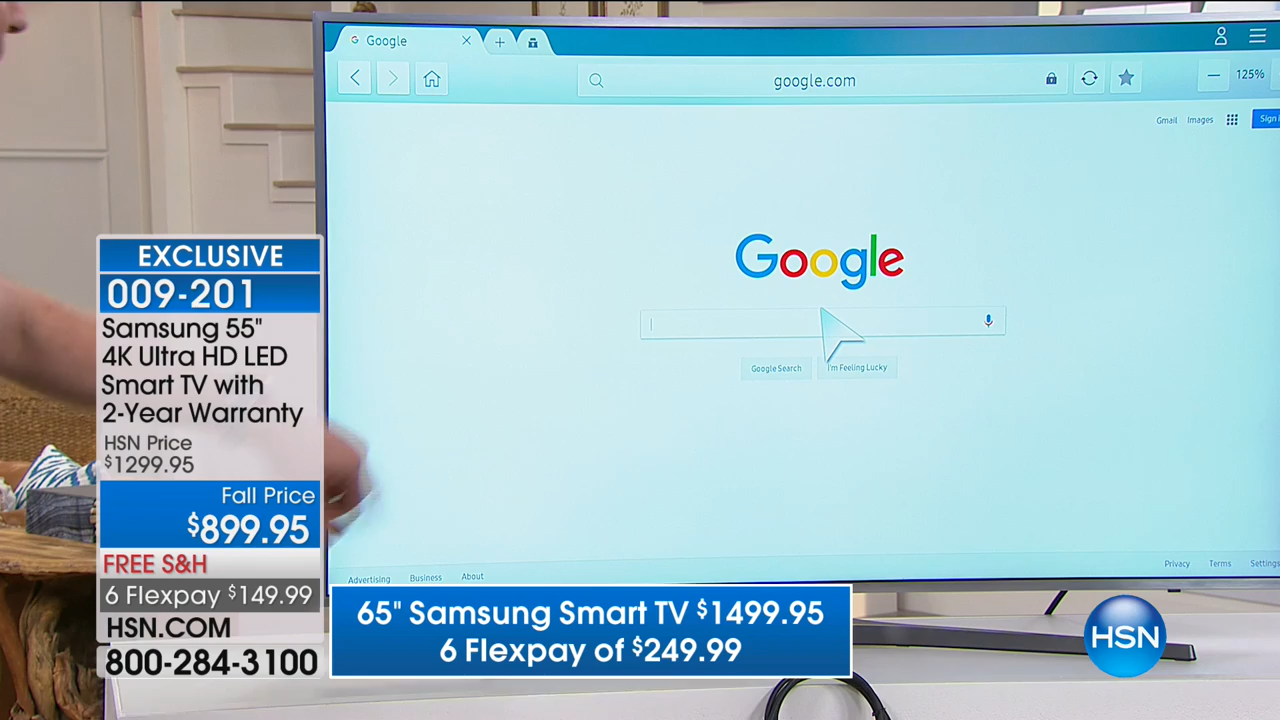 Google
google.com
125%
Gmail Images
Sign
Google
Google Search
I'm Feeling Lucky
Advertising Business About
Privacy Terms Settings
EXCLUSIVE
009-201
Samsung 55"
4K Ultra HD LED
Smart TV with
2-Year Warranty
HSN Price
$1299.95
Fall Price
$899.95
FREE S&H
6 Flexpay $149.99
HSN.COM
800-284-3100
65" Samsung Smart TV $1499.95
6 Flexpay of $249.99
HSN